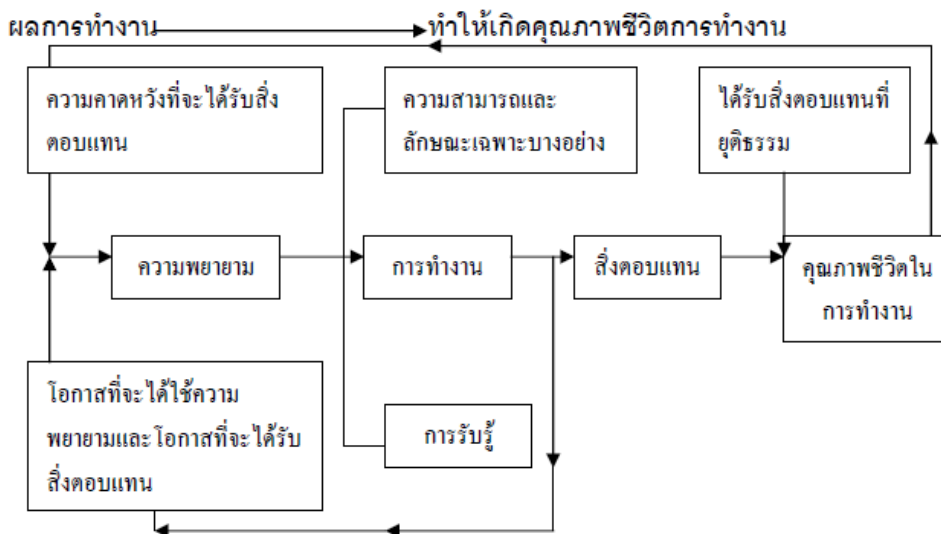 ผลการทำงาน
ทำให้เกิดคุณภาพชีวิตการทำงาน
ความคาดหวังที่จะได้รับสิ่ง
ตอบแทน
ความสามารถและ
ลักษณะเฉพาะบางอย่าง
ได้รับสิ่งตอบแทนที่
ยุติธรรม
ความพยายาม
การทำงาน
สิ่งตอบแทน
คุณภาพชีวิตใน
การทำงาน
โอกาสที่จะได้ใช้ความ
พยายามและโอกาสที่จะได้รับ
สิ่งตอบแทน
การรับรู้